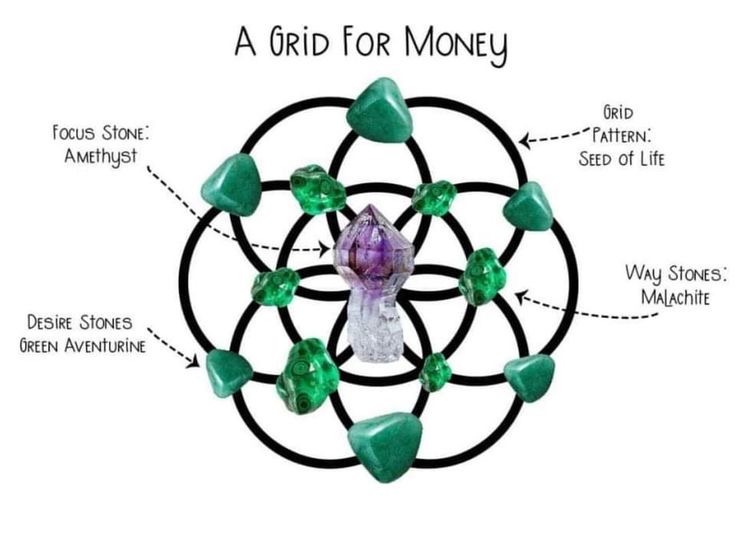 A Grid For Money
Focus Stone:
Amethyst
Grid
Pattern:
Seed of Life
Way Stones:
Malachite
Desire Stones
Green Aventurine